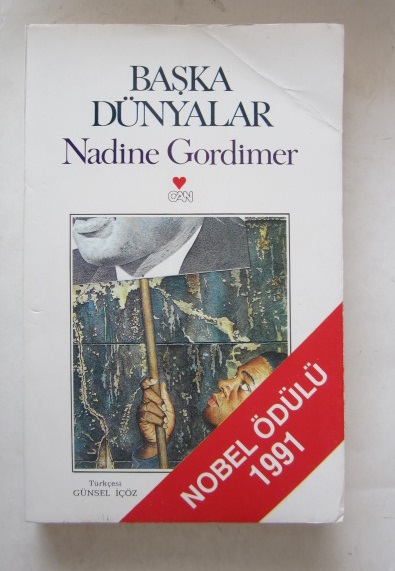 BAŞKA
DÜNYALAR
Nadine Gordimer
CAN
NOBEL ÖDÜLÜ
1991
Türkçesi
GÜNSEL İÇÖZ